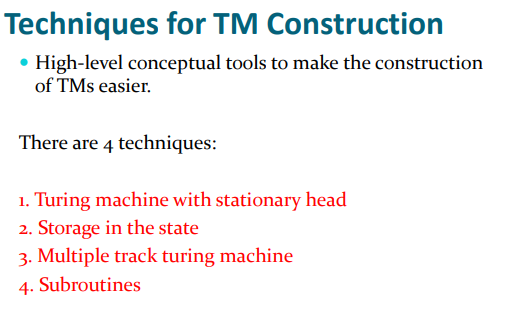 Techniques for TM Construction
• High-level conceptual tools to make the construction
of TMs easier.
There are 4 techniques:
1. Turing machine with stationary head
2. Storage in the state
3. Multiple track turing machine
4. Subroutines